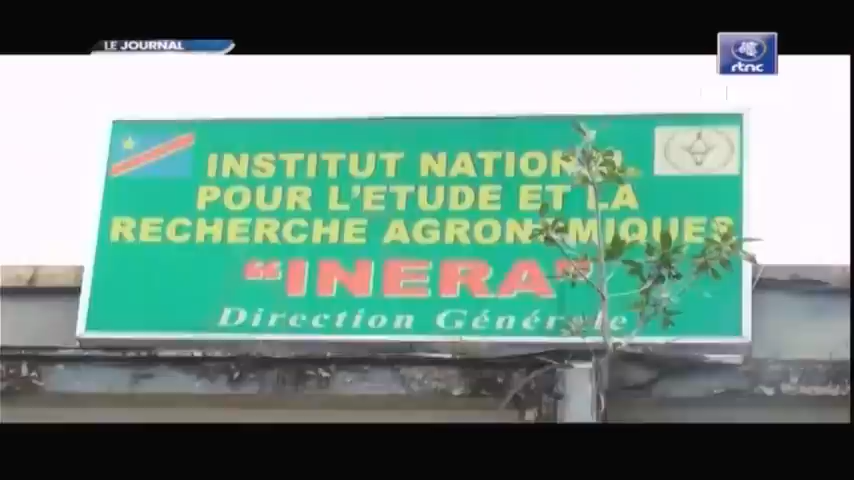 LE JOURNAL
rtnc
INSTITUT NATIONAL
POUR L'ETUDE ET LA
RECHERCHE AGRONOMIQUES
"INERA"
Direction Générale